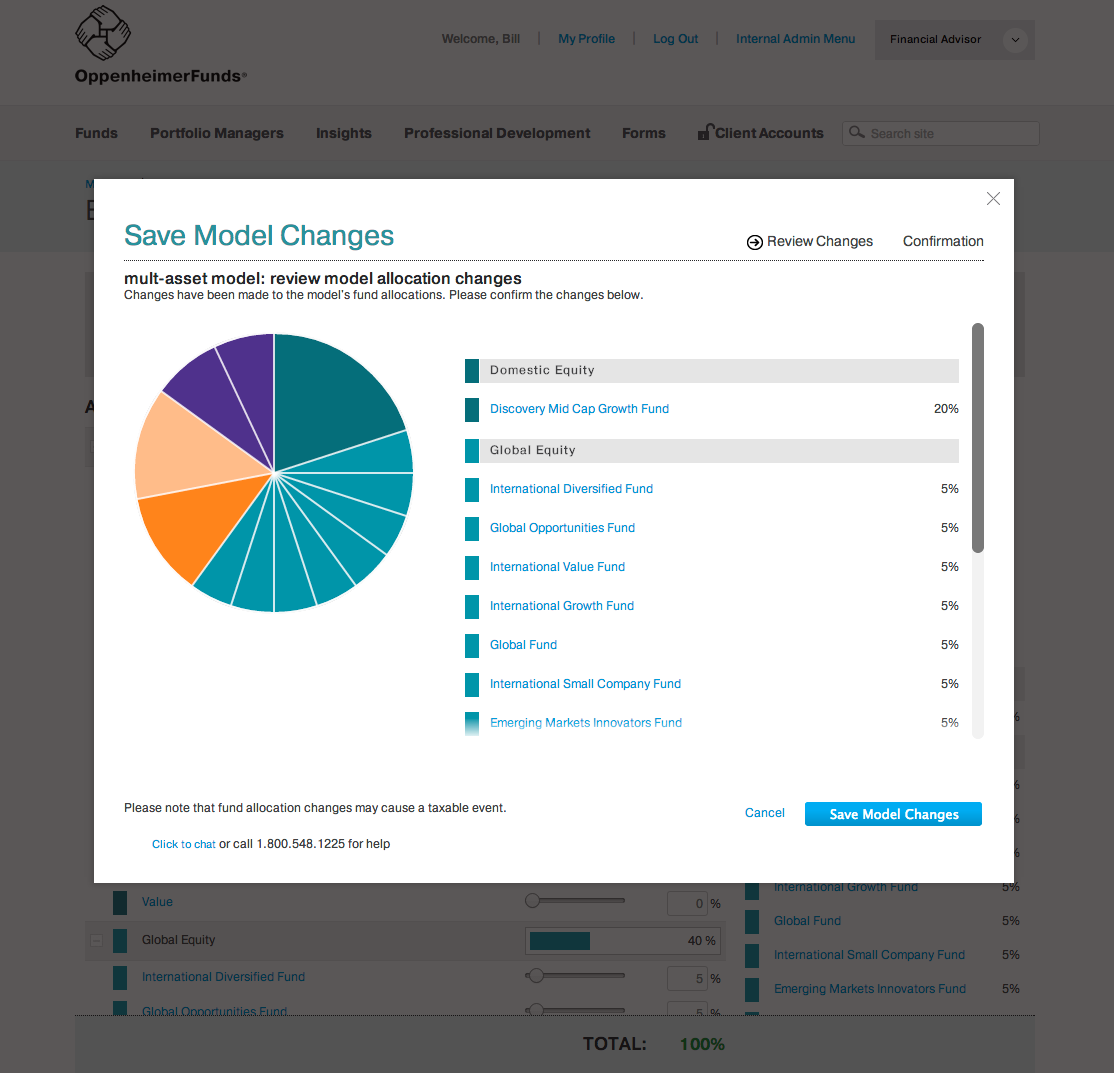 OppenheimerFunds®
Welcome, Bill | My Profile | Log Out | Internal Admin Menu
Financial Advisor
Funds Portfolio Managers Insights Professional Development Forms Client Accounts
Search site
Save Model Changes
Review Changes Confirmation
mult-asset model: review model allocation changes
Changes have been made to the model's fund allocations. Please confirm the changes below.
Domestic Equity
Discovery Mid Cap Growth Fund 20%
Global Equity
International Diversified Fund 5%
Global Opportunities Fund 5%
International Value Fund 5%
International Growth Fund 5%
Global Fund 5%
International Small Company Fund 5%
Emerging Markets Innovators Fund 5%
Please note that fund allocation changes may cause a taxable event.
Cancel
Save Model Changes
Click to chat or call 1.800.548.1225 for help
Value 0 %
Global Equity 40 %
International Diversified Fund 5 %
Global Opportunities Fund 5 %
International Growth Fund 5%
Global Fund 5%
International Small Company Fund 5%
Emerging Markets Innovators Fund 5%
TOTAL: 100%